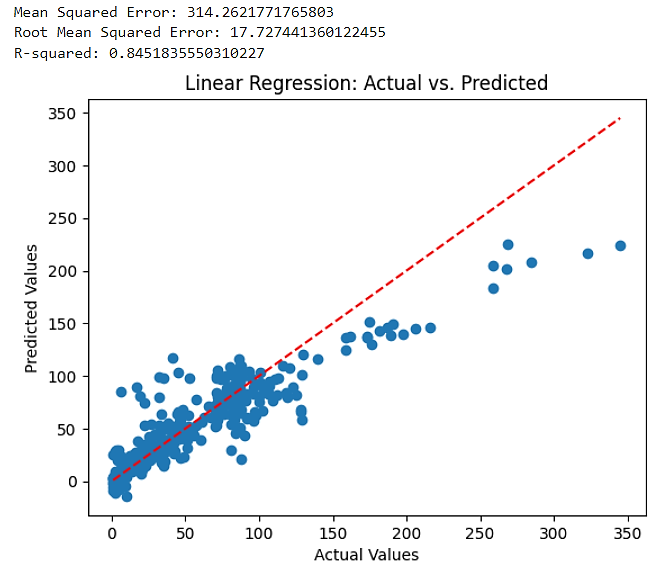 Mean Squared Error: 314.2621771765803
Root Mean Squared Error: 17.727441360122455
R-squared: 0.8451835550310227
Linear Regression: Actual vs. Predicted
350
300
250
200
150
100
50
0
Predicted Values
0 50 100 150 200 250 300 350
Actual Values